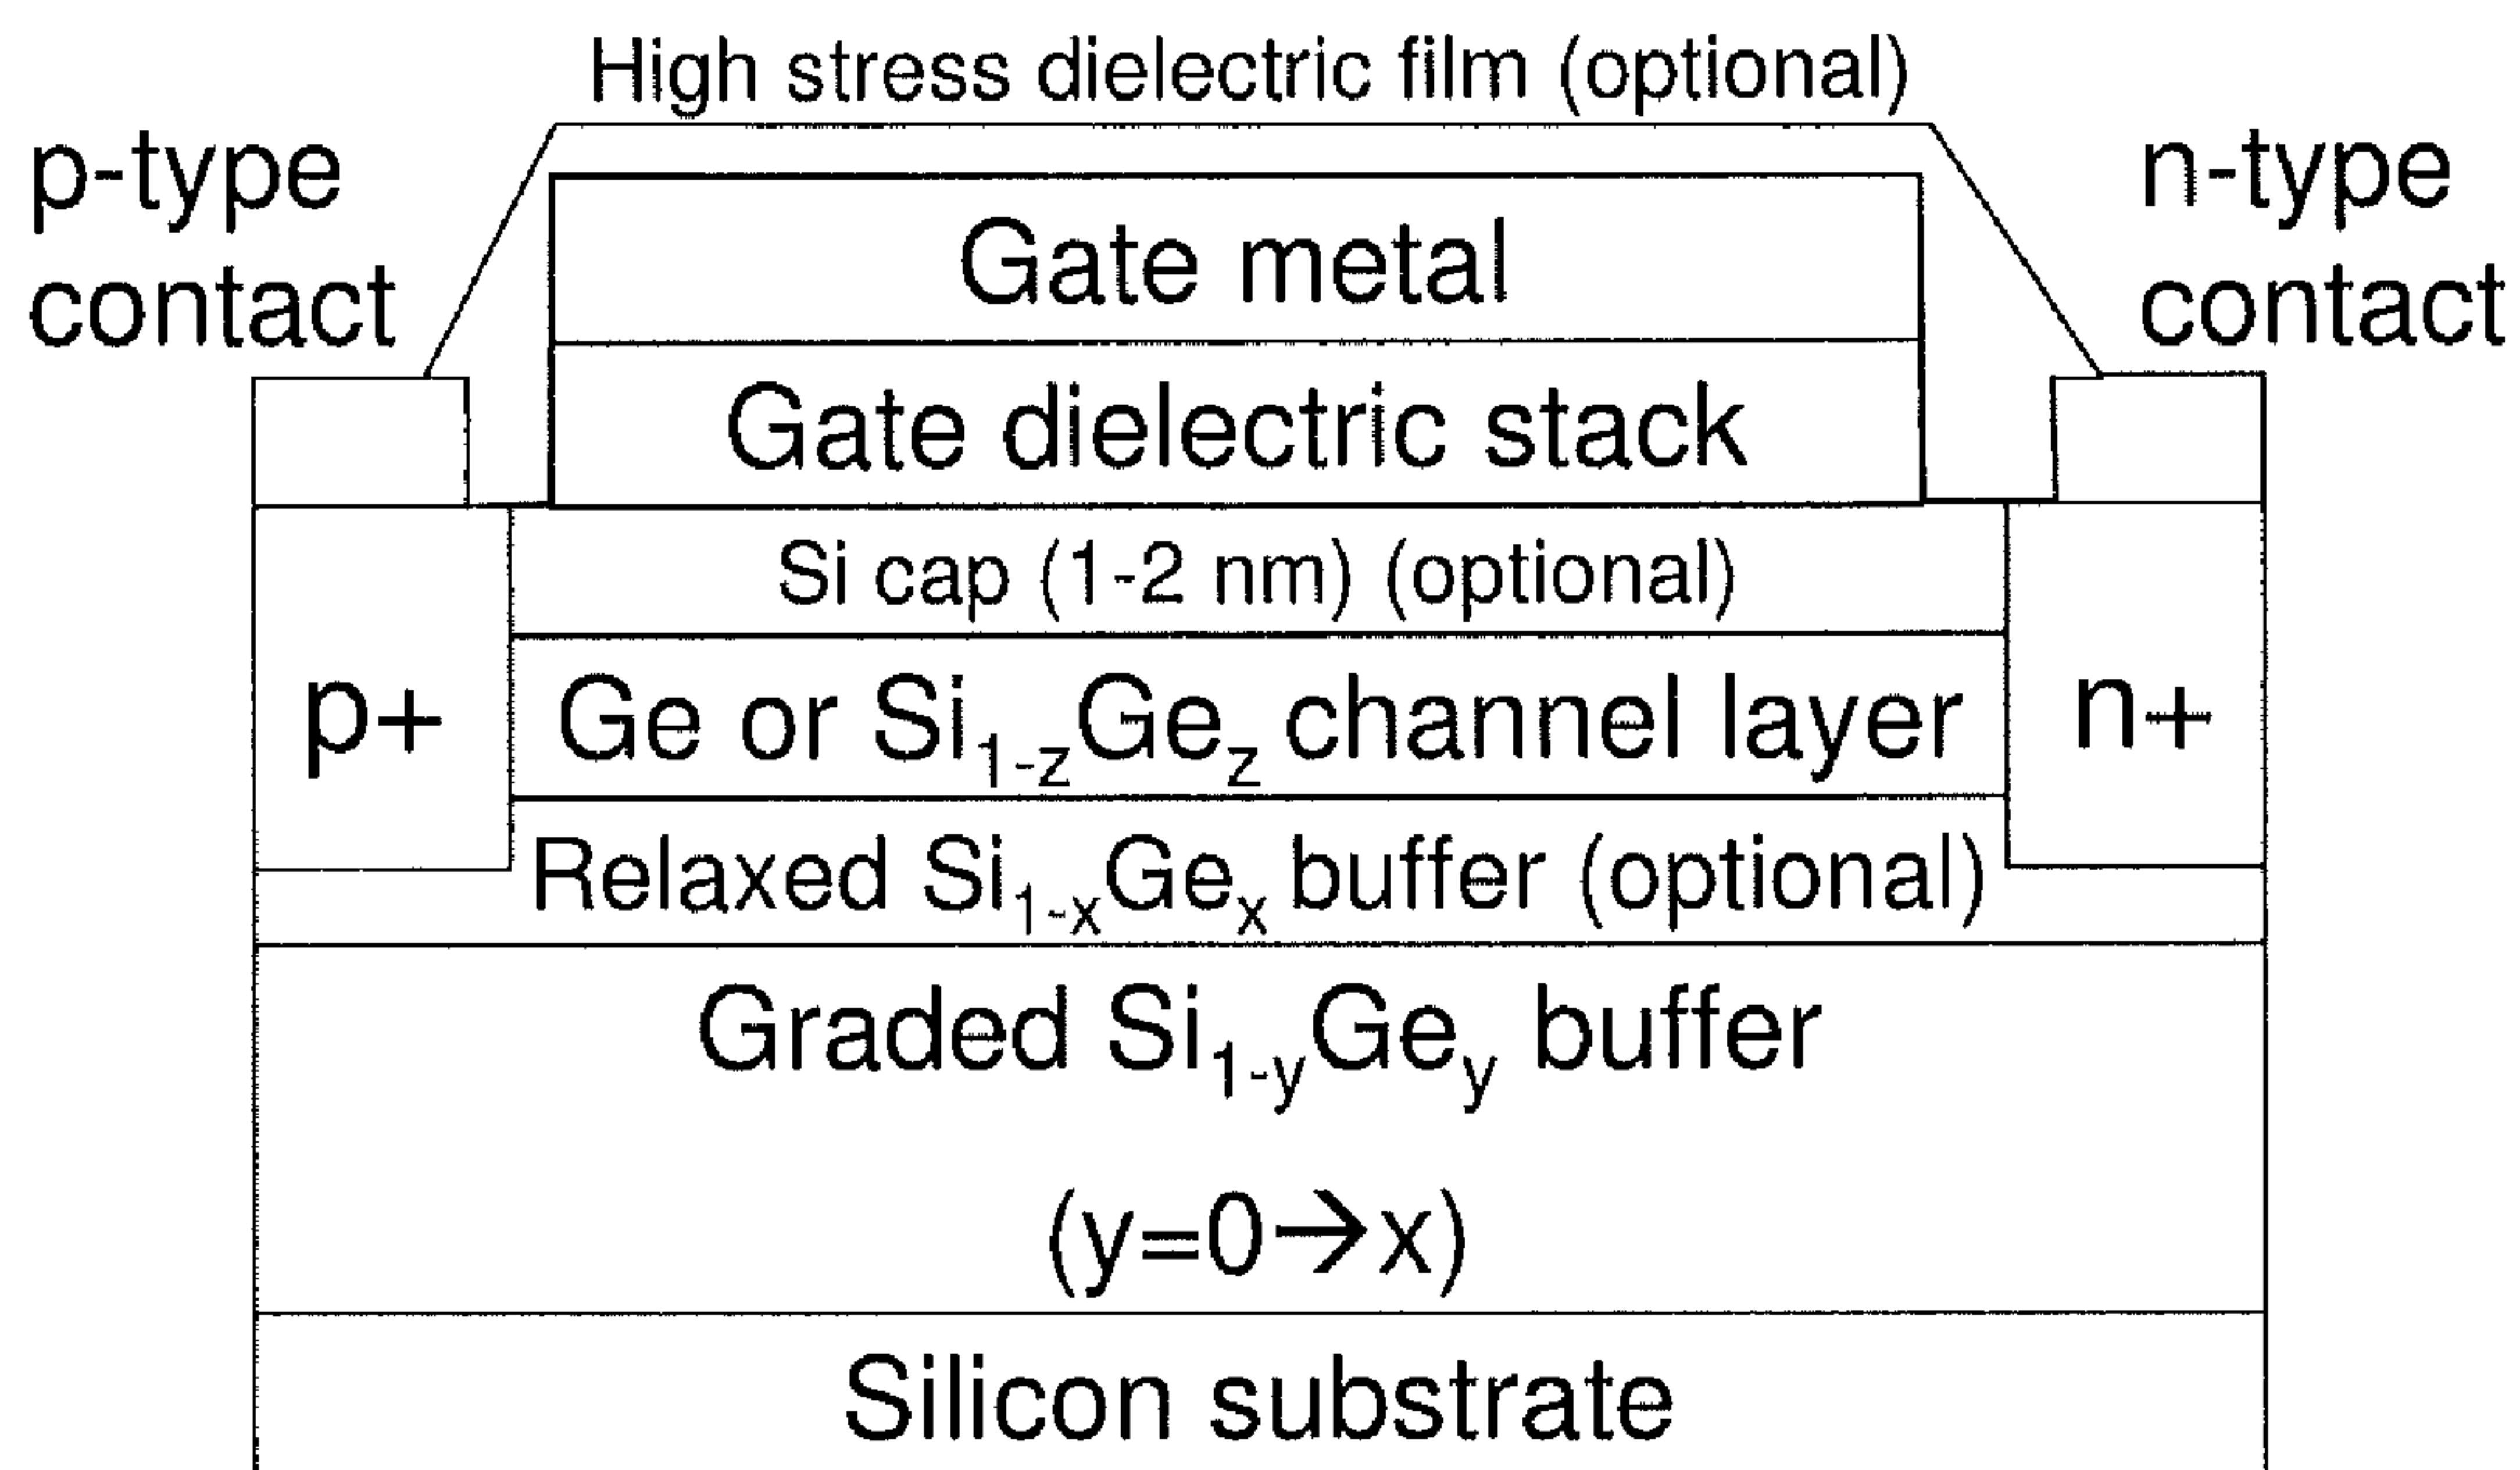 High stress dielectric film (optional)
p-type
contact
n-type
contact
Gate metal
Gate dielectric stack
Si cap (1-2 nm) (optional)
p+
Ge or Si₁₋zGez channel layer
n+
Relaxed Si₁₋ₓGeₓ buffer (optional)
Graded Si₁₋yGey buffer
(y=0→x)
Silicon substrate